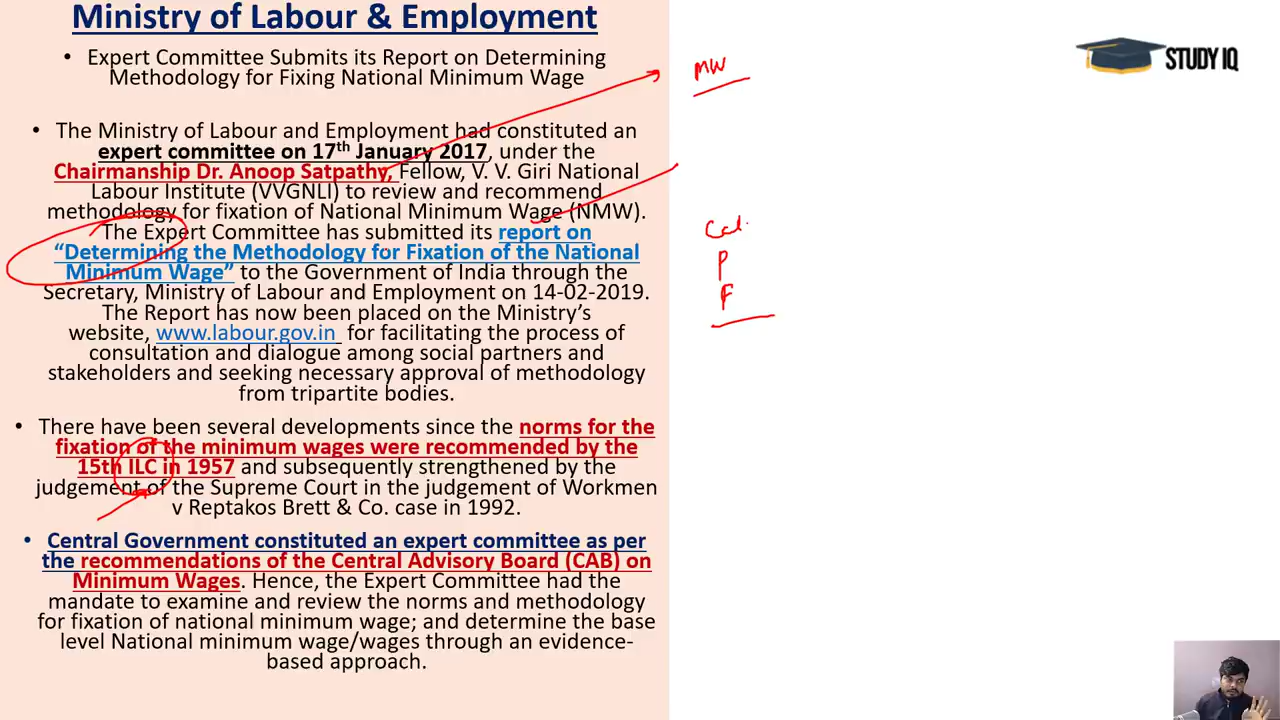 Ministry of Labour & Employment
• Expert Committee Submits its Report on Determining
Methodology for Fixing National Minimum Wage
• The Ministry of Labour and Employment had constituted an
expert committee on 17th January 2017, under the
Chairmanship Dr. Anoop Satpathy, Fellow, V. V. Giri National
Labour Institute (VVGNLI) to review and recommend
methodology for fixation of National Minimum Wage (NMW).
The Expert Committee has submitted its report on
“Determining the Methodology for Fixation of the National
Minimum Wage” to the Government of India through the
Secretary, Ministry of Labour and Employment on 14-02-2019.
The Report has now been placed on the Ministry’s
website, www.labour.gov.in for facilitating the process of
consultation and dialogue among social partners and
stakeholders and seeking necessary approval of methodology
from tripartite bodies.
• There have been several developments since the norms for the
fixation of the minimum wages were recommended by the
15th ILC in 1957 and subsequently strengthened by the
judgement of the Supreme Court in the judgement of Workmen
v Reptakos Brett & Co. case in 1992.
• Central Government constituted an expert committee as per
the recommendations of the Central Advisory Board (CAB) on
Minimum Wages. Hence, the Expert Committee had the
mandate to examine and review the norms and methodology
for fixation of national minimum wage; and determine the base
level National minimum wage/wages through an evidence-
based approach.
MW
Cal.
P
F
STUDY IQ